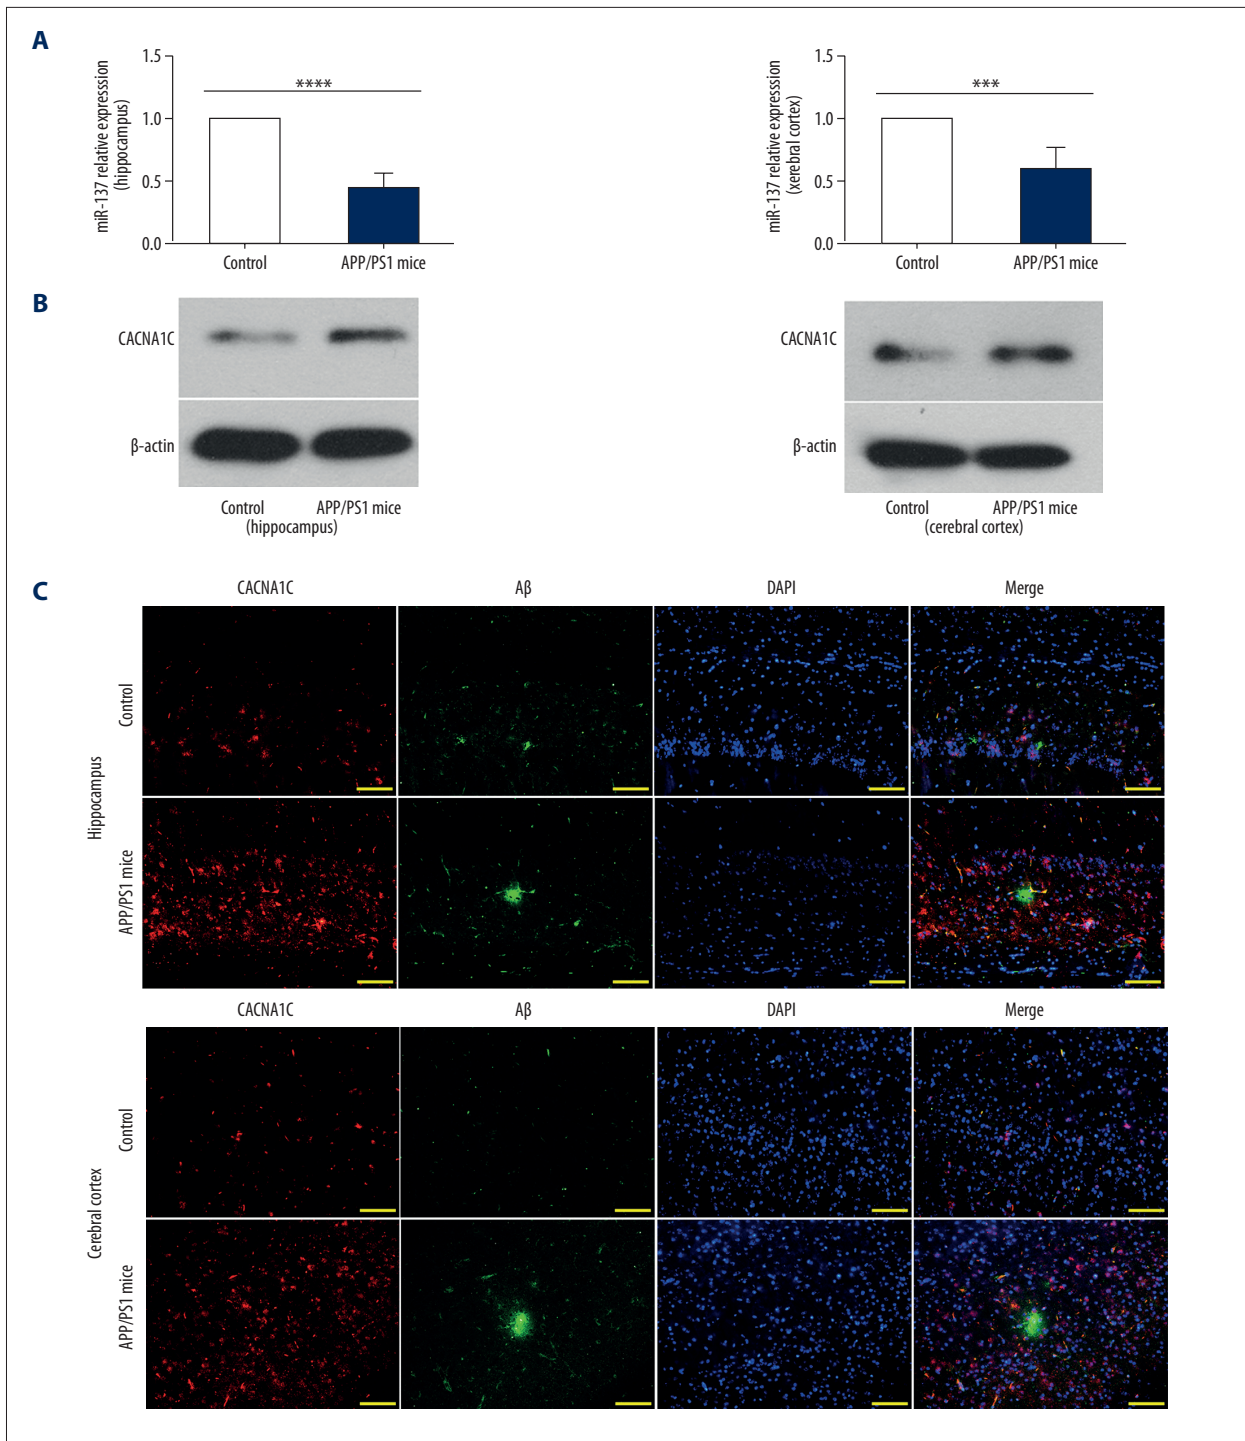 A
miR-137 relative expresssion
(hippocampus)
1.5
1.0
0.5
0.0
****
Control
APP/PS1 mice
miR-137 relative expresssion
(xerebral cortex)
1.5
1.0
0.5
0.0
***
Control
APP/PS1 mice
B
CACNA1C
β-actin
Control
APP/PS1 mice
(hippocampus)
CACNA1C
β-actin
Control
APP/PS1 mice
(cerebral cortex)
C
CACNA1C
Aβ
DAPI
Merge
Hippocampus
Control
APP/PS1 mice
CACNA1C
Aβ
DAPI
Merge
Cerebral cortex
Control
APP/PS1 mice